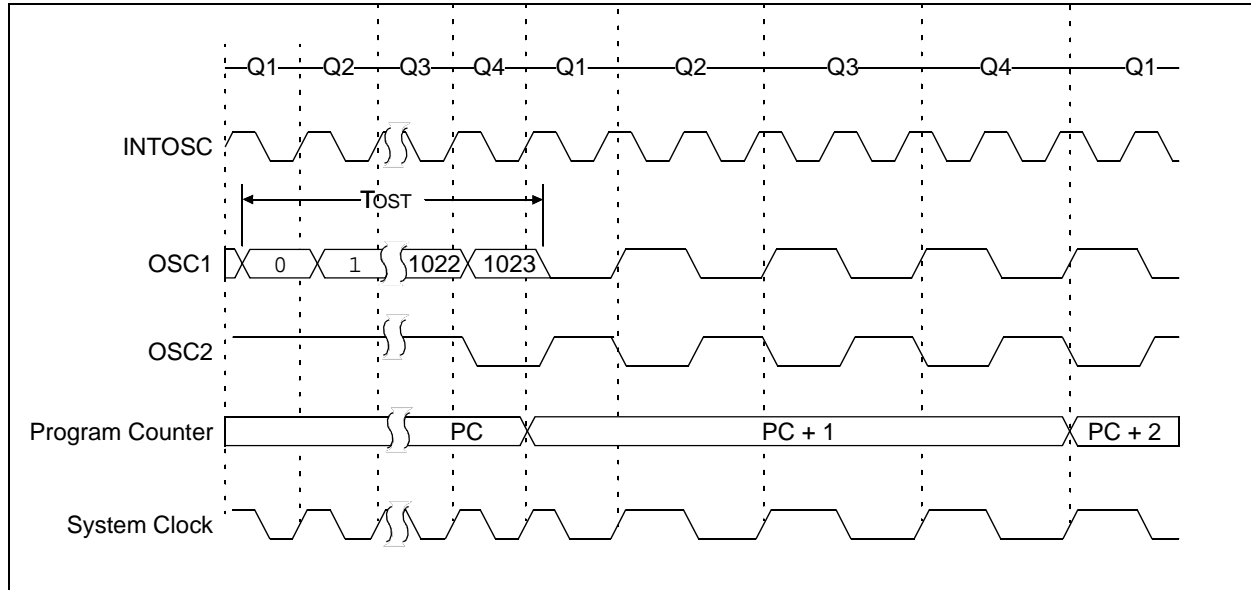 Q1 Q2 Q3 Q4 Q1 Q2 Q3 Q4 Q1
INTOSC
TOST
OSC1 0 1 1022 1023
OSC2
Program Counter PC PC + 1 PC + 2
System Clock